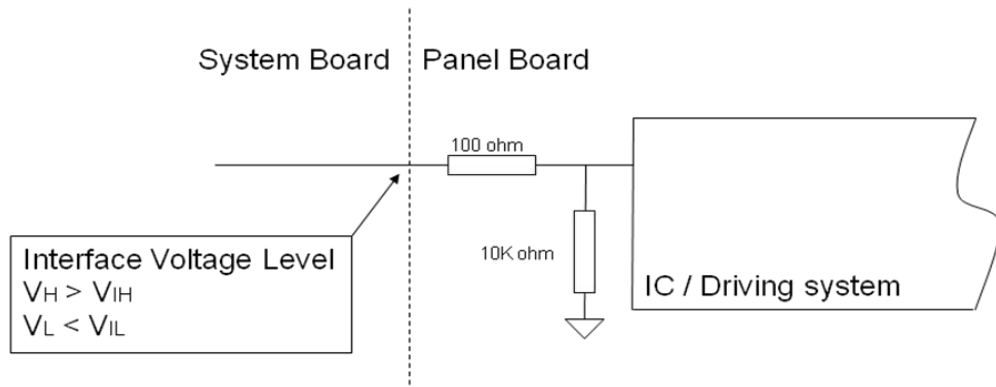 System Board
Panel Board
100 ohm
10K ohm
Interface Voltage Level
VH > VIH
VL < VIL
IC / Driving system